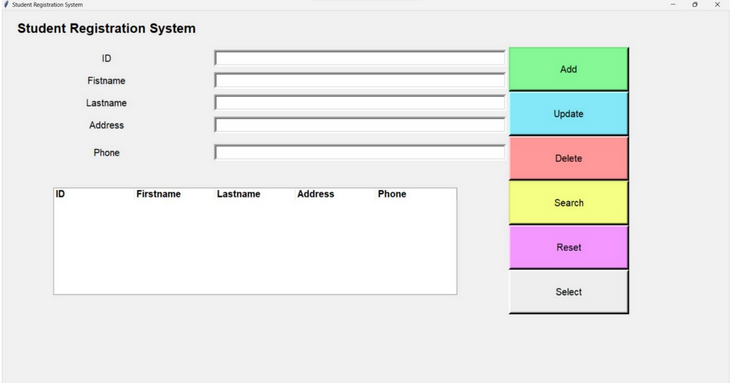 Student Registration System
Student Registration System
ID
Fistname
Lastname
Address
Phone
Add
Update
Delete
Search
Reset
Select
ID Firstname Lastname Address Phone